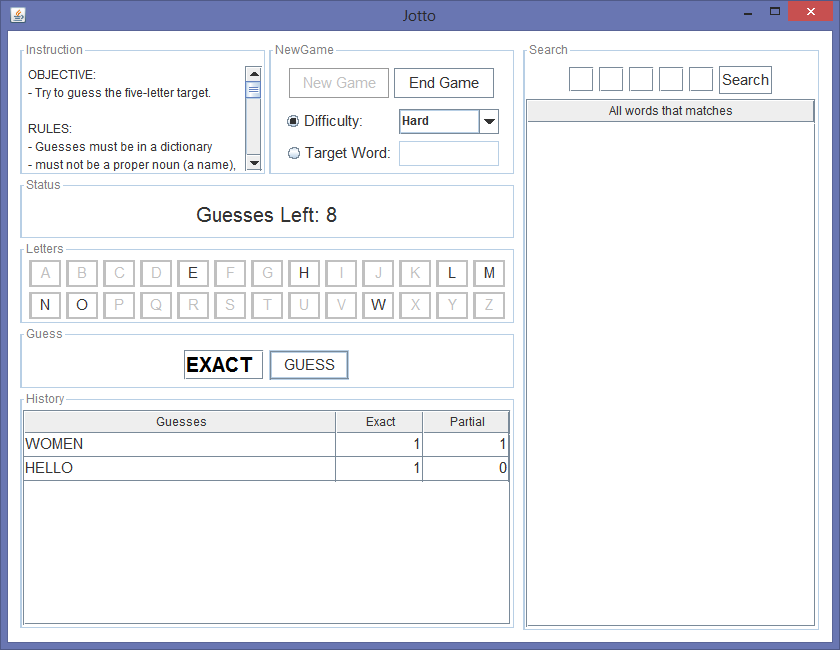 Jotto
Instruction
OBJECTIVE:
- Try to guess the five-letter target.
RULES:
- Guesses must be in a dictionary
- must not be a proper noun (a name),
NewGame
New Game End Game
Difficulty: Hard
Target Word:
Status
Guesses Left: 8
Letters
A B C D E F G H I J K L M
N O P Q R S T U V W X Y Z
Guess
EXACT GUESS
History
Guesses Exact Partial
WOMEN 1 1
HELLO 1 0
Search
Search
All words that matches